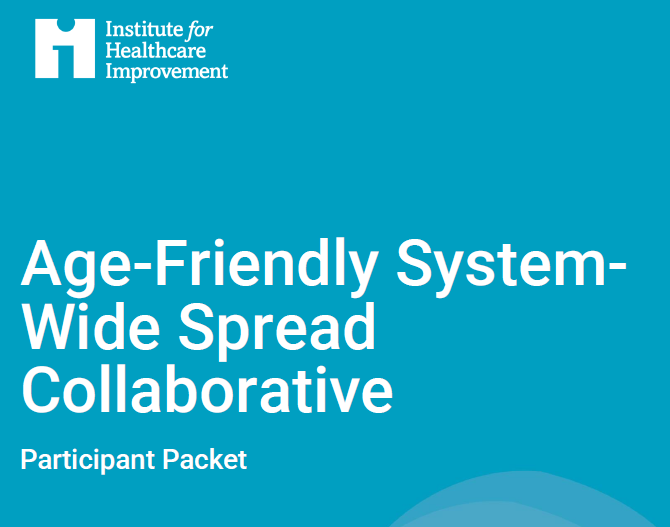 Institute for
Healthcare
Improvement
Age-Friendly System-
Wide Spread
Collaborative
Participant Packet